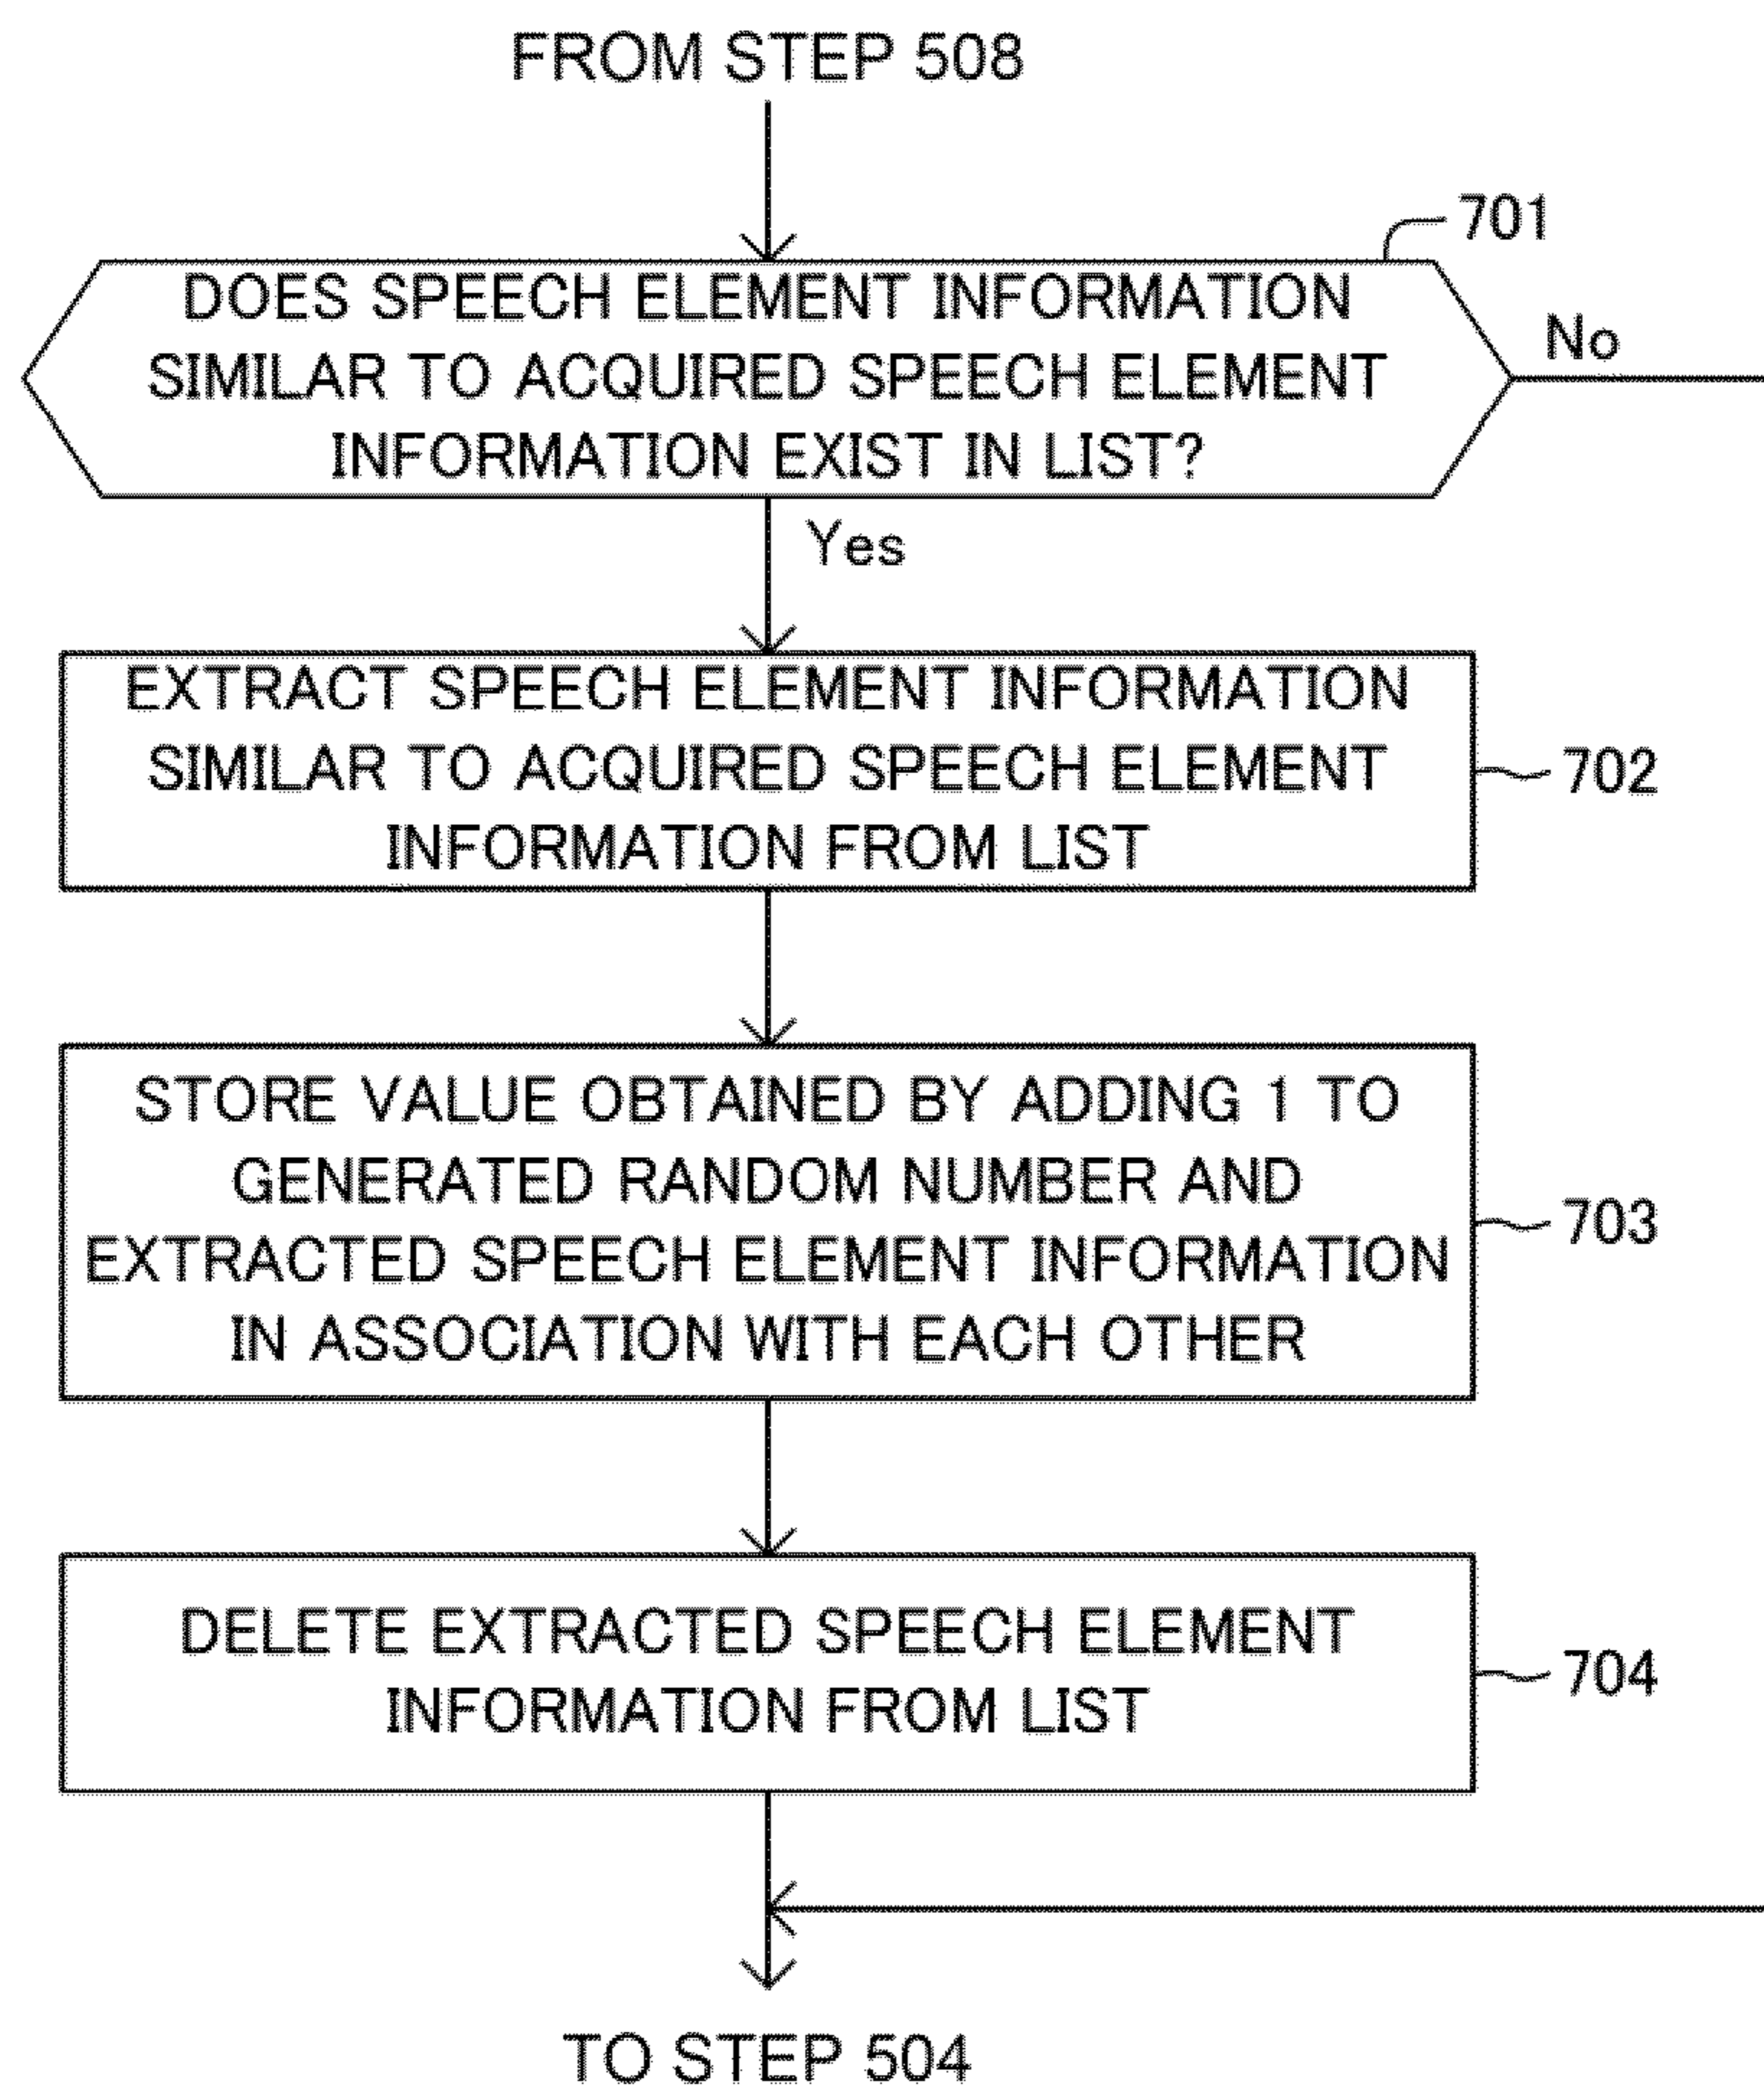 FROM STEP 508
701
DOES SPEECH ELEMENT INFORMATION
SIMILAR TO ACQUIRED SPEECH ELEMENT
INFORMATION EXIST IN LIST?
No
Yes
EXTRACT SPEECH ELEMENT INFORMATION
SIMILAR TO ACQUIRED SPEECH ELEMENT
INFORMATION FROM LIST
702
STORE VALUE OBTAINED BY ADDING 1 TO
GENERATED RANDOM NUMBER AND
EXTRACTED SPEECH ELEMENT INFORMATION
IN ASSOCIATION WITH EACH OTHER
703
DELETE EXTRACTED SPEECH ELEMENT
INFORMATION FROM LIST
704
TO STEP 504